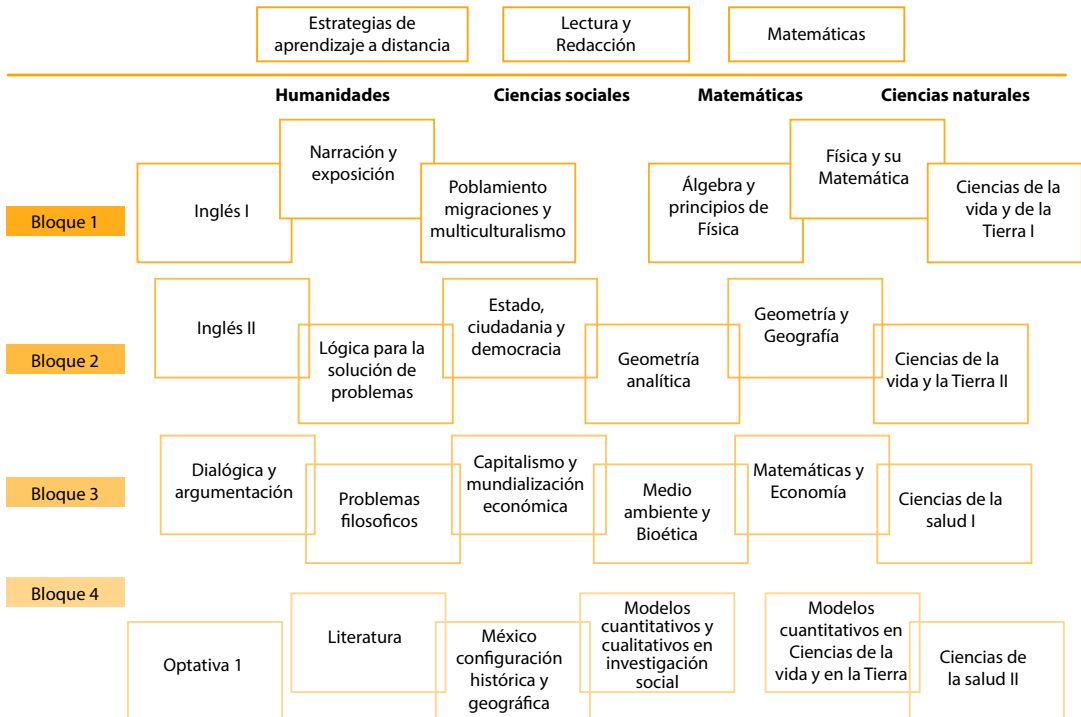 Estrategias de
aprendizaje a distancia
Lectura y
Redacción
Matemáticas
Humanidades
Ciencias sociales
Matemáticas
Ciencias naturales
Bloque 1
Inglés I
Narración y
exposición
Poblamiento
migraciones y
multiculturalismo
Álgebra y
principios de
Física
Física y su
Matemática
Ciencias de la
vida y de la
Tierra I
Bloque 2
Inglés II
Lógica para la
solución de
problemas
Estado,
ciudadania y
democracia
Geometría
analítica
Geometría y
Geografía
Ciencias de la
vida y la Tierra II
Bloque 3
Dialógica y
argumentación
Problemas
filosoficos
Capitalismo y
mundialización
económica
Medio
ambiente y
Bioética
Matemáticas y
Economía
Ciencias de la
salud I
Bloque 4
Optativa 1
Literatura
México
configuración
histórica y
geográfica
Modelos
cuantitativos y
cualitativos en
investigación
social
Modelos
cuantitativos en
Ciencias de la
vida y en la Tierra
Ciencias de
la salud II